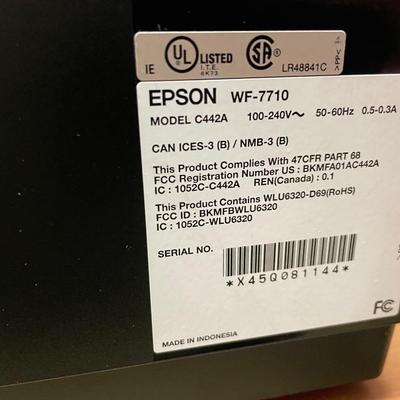 UL LISTED
I.T.E.
6K73
IE
LR48841C
>PP<
EPSON WF-7710
MODEL C442A 100-240V～ 50-60Hz 0.5-0.3A
CAN ICES-3 (B) / NMB-3 (B)
This Product Complies With 47CFR PART 68
FCC Registration Number US : BKMFA01AC442A
IC : 1052C-C442A REN(Canada) : 0.1
This Product Contains WLU6320-D69(RoHS)
FCC ID : BKMFBWLU6320
IC : 1052C-WLU6320
SERIAL NO.
*X45Q081144*
FC
MADE IN INDONESIA